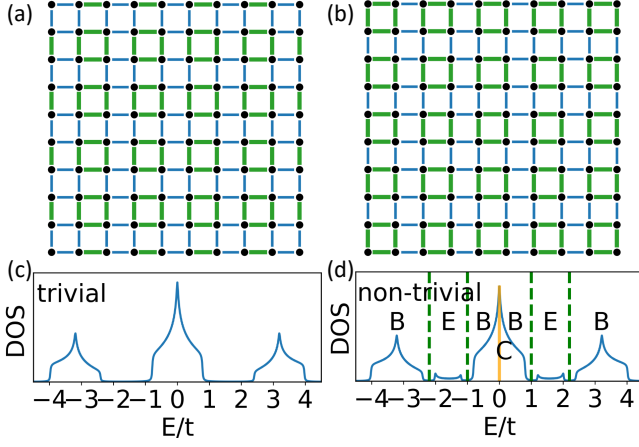 (a)
(b)
(c)
trivial
DOS
−4 −3 −2 −1 0 1 2 3 4
E/t
(d)
non-trivial
B E B B E B
C
DOS
−4 −3 −2 −1 0 1 2 3 4
E/t